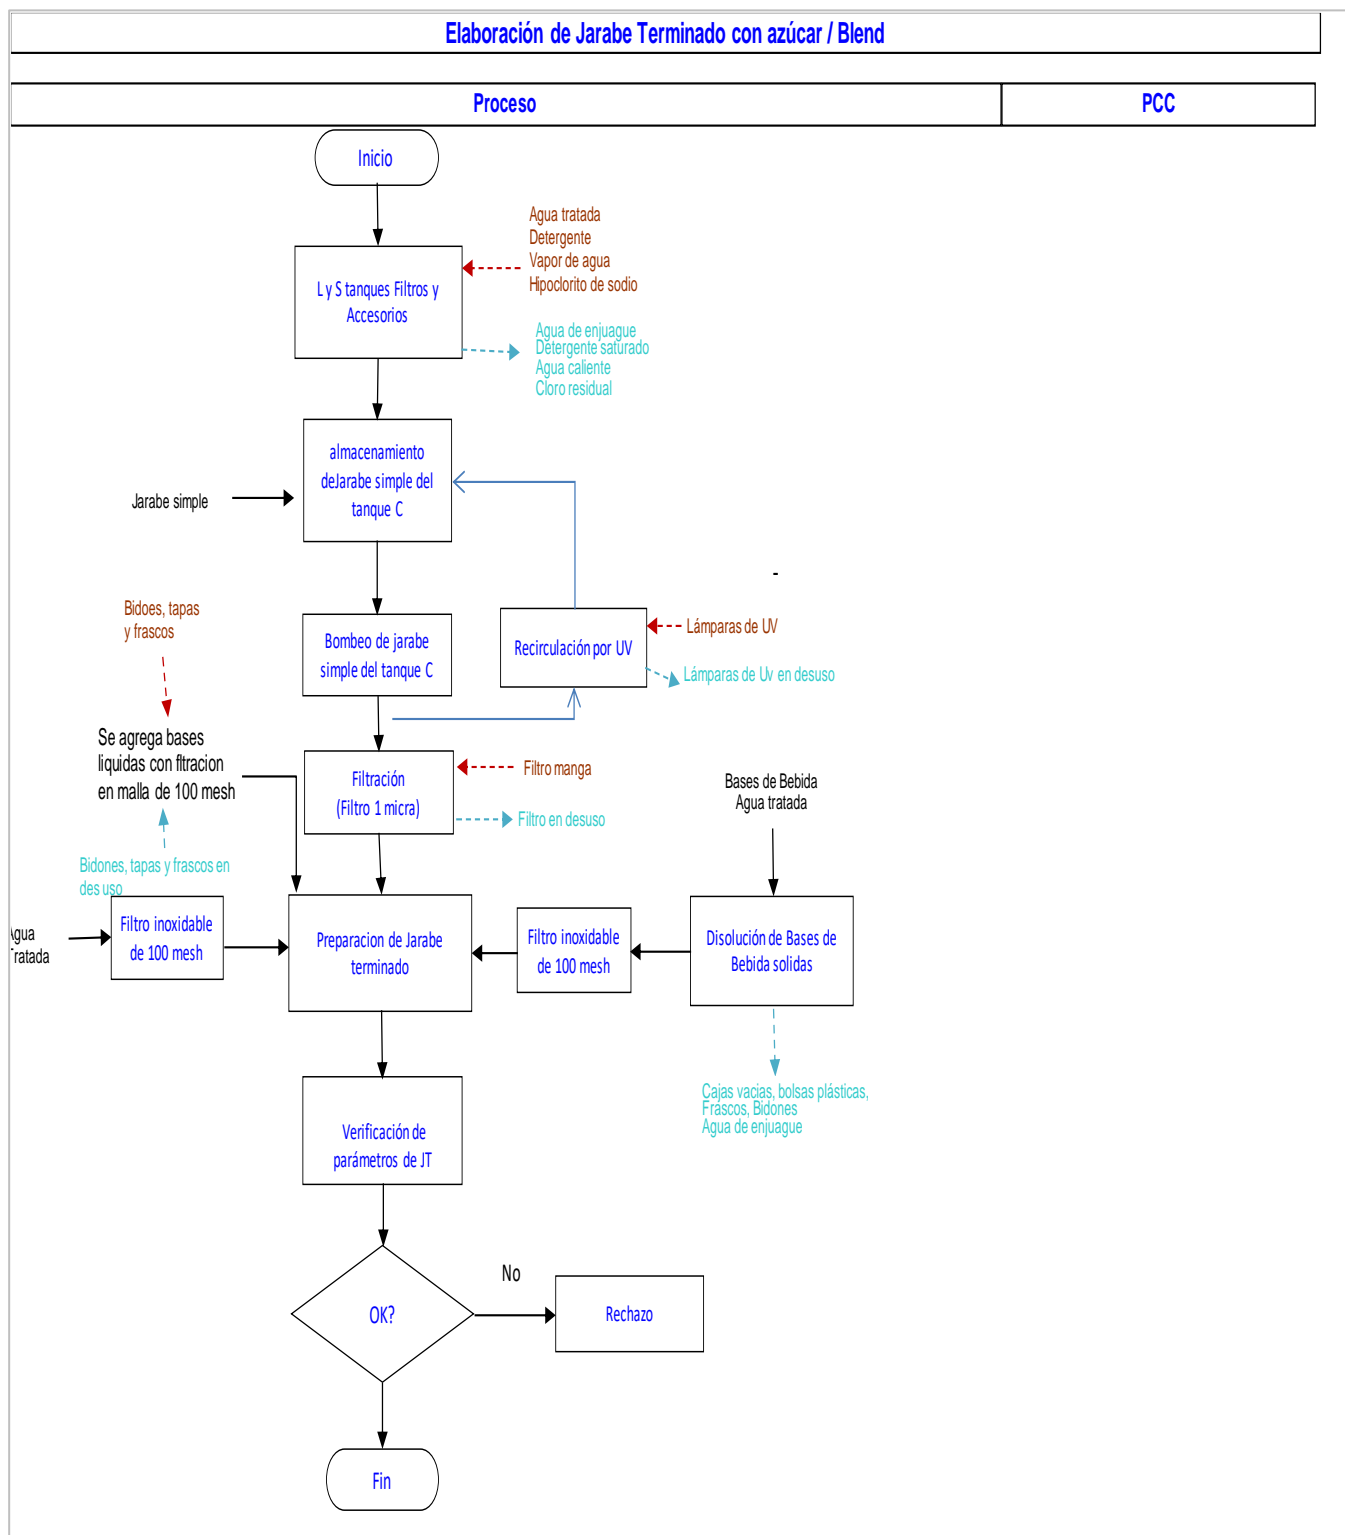 Elaboración de Jarabe Terminado con azúcar / Blend
Proceso
PCC
Inicio
Agua tratada
Detergente
Vapor de agua
Hipoclorito de sodio
L y S tanques Filtros y
Accesorios
Agua de enjuague
Detergente saturado
Agua caliente
Cloro residual
almacenamiento
deJarabe simple del
tanque C
Jarabe simple
-
Bidoes, tapas
y frascos
Bombeo de jarabe
simple del tanque C
Recirculación por UV
Lámparas de UV
Lámparas de Uv en desuso
Se agrega bases
liquidas con fltracion
en malla de 100 mesh
Filtración
(Filtro 1 micra)
Filtro manga
Filtro en desuso
Bases de Bebida
Agua tratada
Bidones, tapas y frascos en
des uso
Agua
Tratada
Filtro inoxidable
de 100 mesh
Preparacion de Jarabe
terminado
Filtro inoxidable
de 100 mesh
Disolución de Bases de
Bebida solidas
Cajas vacias, bolsas plásticas,
Frascos, Bidones
Agua de enjuague
Verificación de
parámetros de JT
OK?
No
Rechazo
Fin